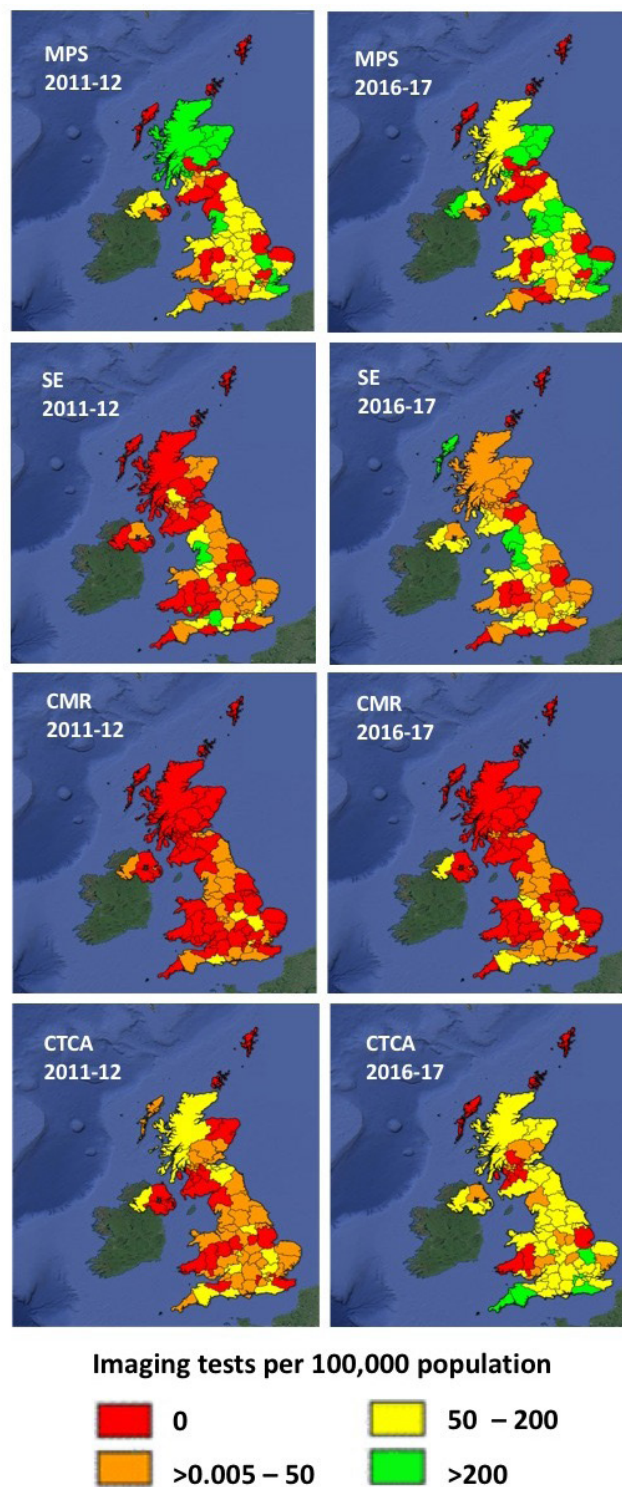 MPS
2011-12
MPS
2016-17
SE
2011-12
SE
2016-17
CMR
2011-12
CMR
2016-17
CTCA
2011-12
CTCA
2016-17
Imaging tests per 100,000 population
0
50 – 200
>0.005 – 50
>200